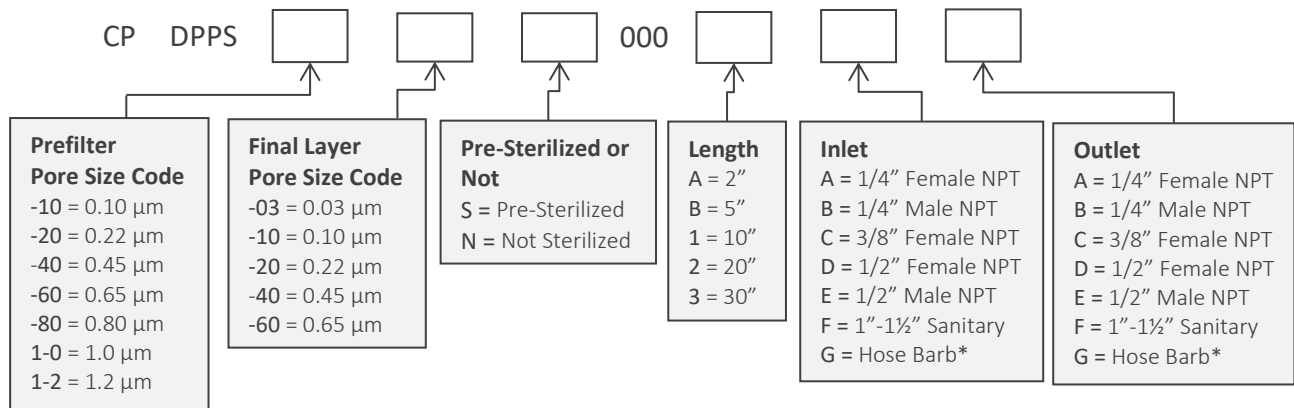 CP DPPS 000
Prefilter
Pore Size Code
-10 = 0.10 µm
-20 = 0.22 µm
-40 = 0.45 µm
-60 = 0.65 µm
-80 = 0.80 µm
1-0 = 1.0 µm
1-2 = 1.2 µm
Final Layer
Pore Size Code
-03 = 0.03 µm
-10 = 0.10 µm
-20 = 0.22 µm
-40 = 0.45 µm
-60 = 0.65 µm
Pre-Sterilized or
Not
S = Pre-Sterilized
N = Not Sterilized
Length
A = 2”
B = 5”
1 = 10”
2 = 20”
3 = 30”
Inlet
A = 1/4” Female NPT
B = 1/4” Male NPT
C = 3/8” Female NPT
D = 1/2” Female NPT
E = 1/2” Male NPT
F = 1”-1½” Sanitary
G = Hose Barb*
Outlet
A = 1/4” Female NPT
B = 1/4” Male NPT
C = 3/8” Female NPT
D = 1/2” Female NPT
E = 1/2” Male NPT
F = 1”-1½” Sanitary
G = Hose Barb*